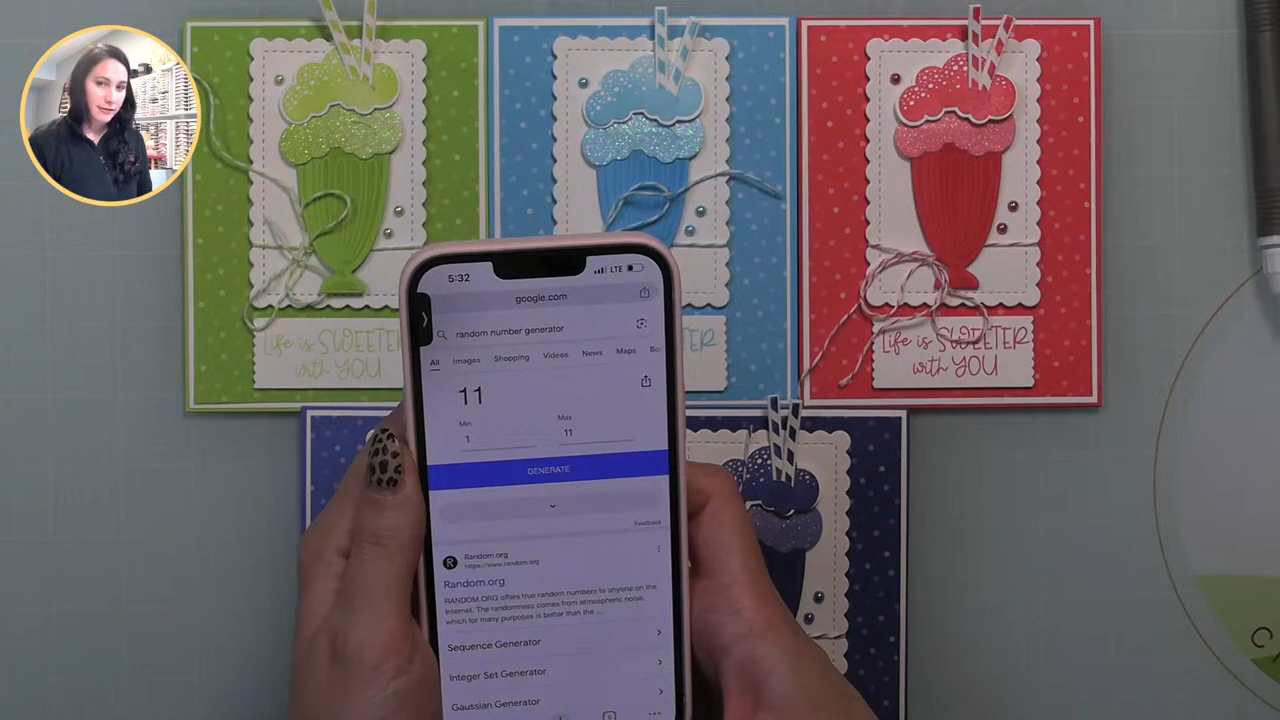 Life is SWEETER
with YOU
Life is SWEETER
with YOU
5:32
LTE
google.com
random number generator
All Images Shopping Videos News Maps Bo
11
Min
1
Max
11
GENERATE
Feedback
R
Random.org
https://www.random.org
Random.org
RANDOM.ORG offers true random numbers to anyone on the
Internet. The randomness comes from atmospheric noise,
which for many purposes is better than the ...
Sequence Generator
Integer Set Generator
Gaussian Generator